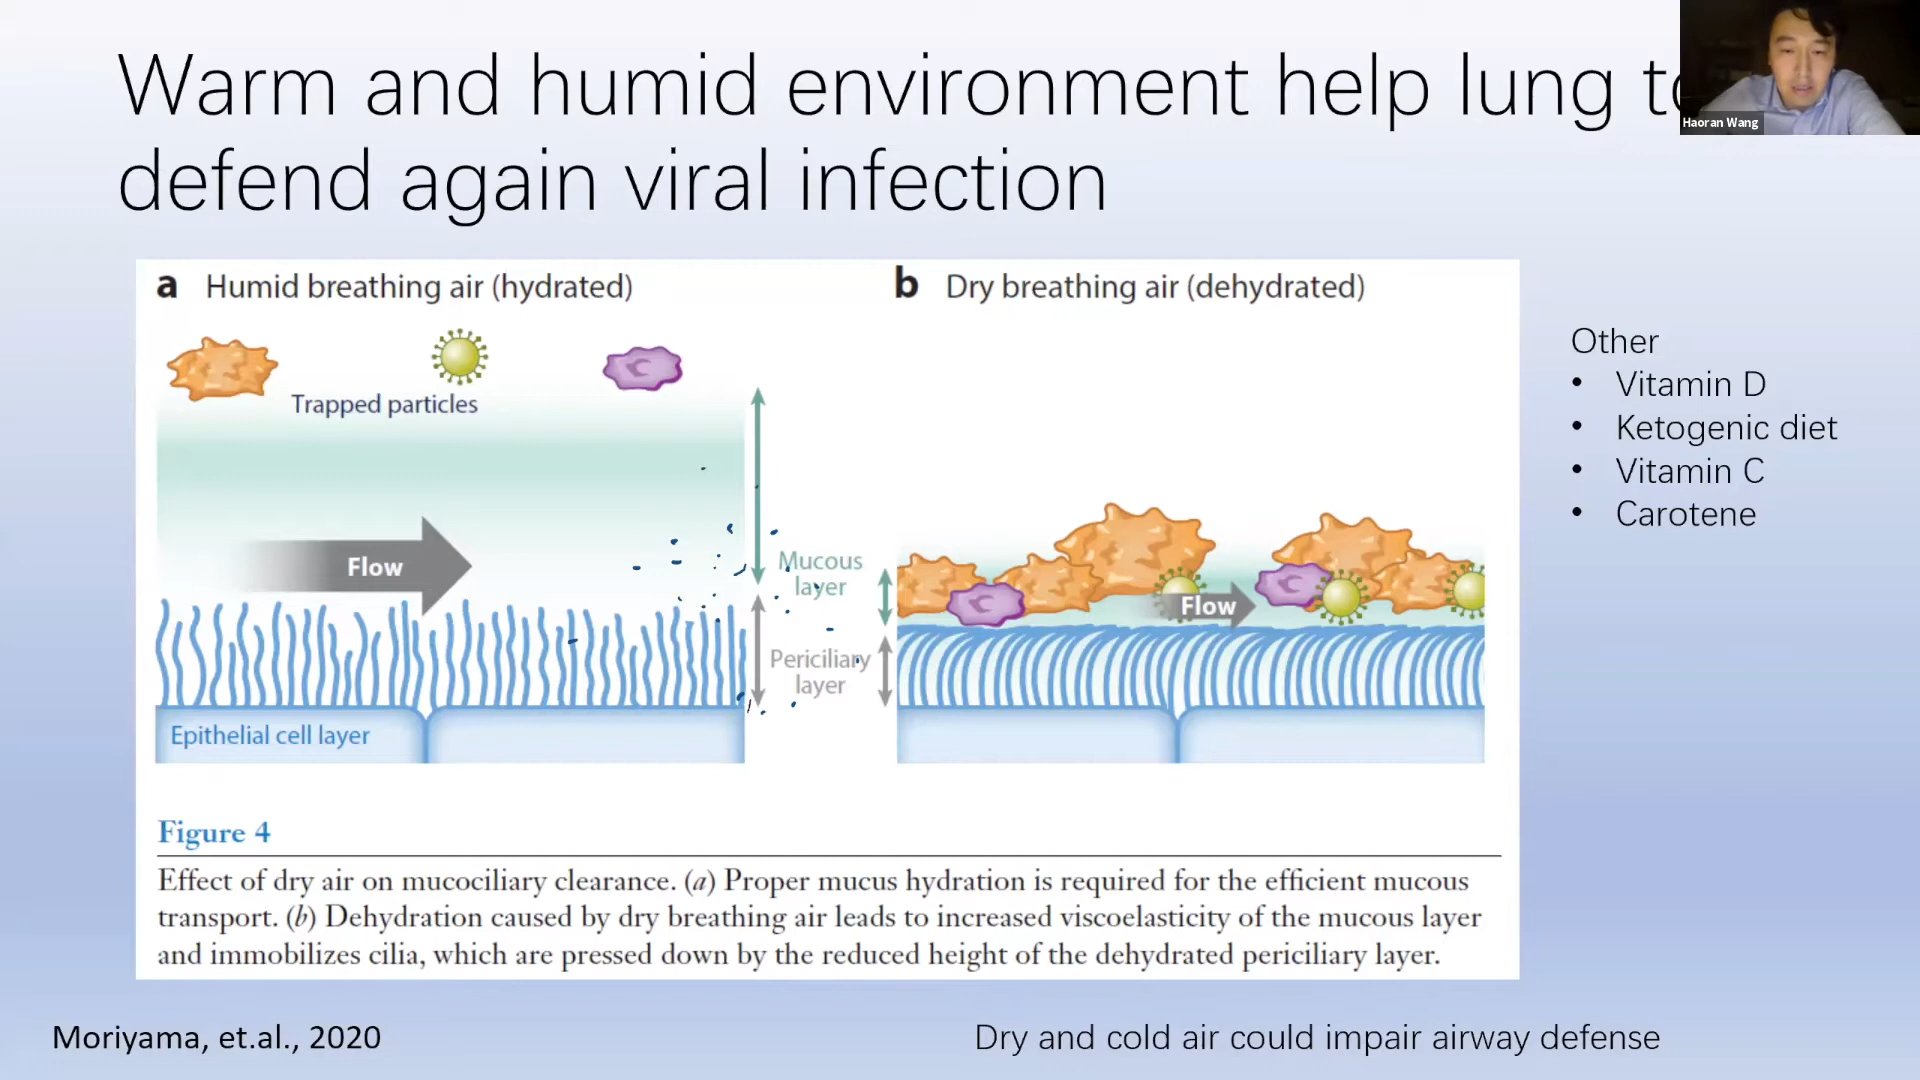 Warm and humid environment help lung to
defend again viral infection
Haoran Wang
a Humid breathing air (hydrated)
b Dry breathing air (dehydrated)
Trapped particles
Flow
Mucous
layer
Flow
Periciliary
layer
Epithelial cell layer
Other
• Vitamin D
• Ketogenic diet
• Vitamin C
• Carotene
Figure 4
Effect of dry air on mucociliary clearance. (a) Proper mucus hydration is required for the efficient mucous
transport. (b) Dehydration caused by dry breathing air leads to increased viscoelasticity of the mucous layer
and immobilizes cilia, which are pressed down by the reduced height of the dehydrated periciliary layer.
Moriyama, et.al., 2020
Dry and cold air could impair airway defense